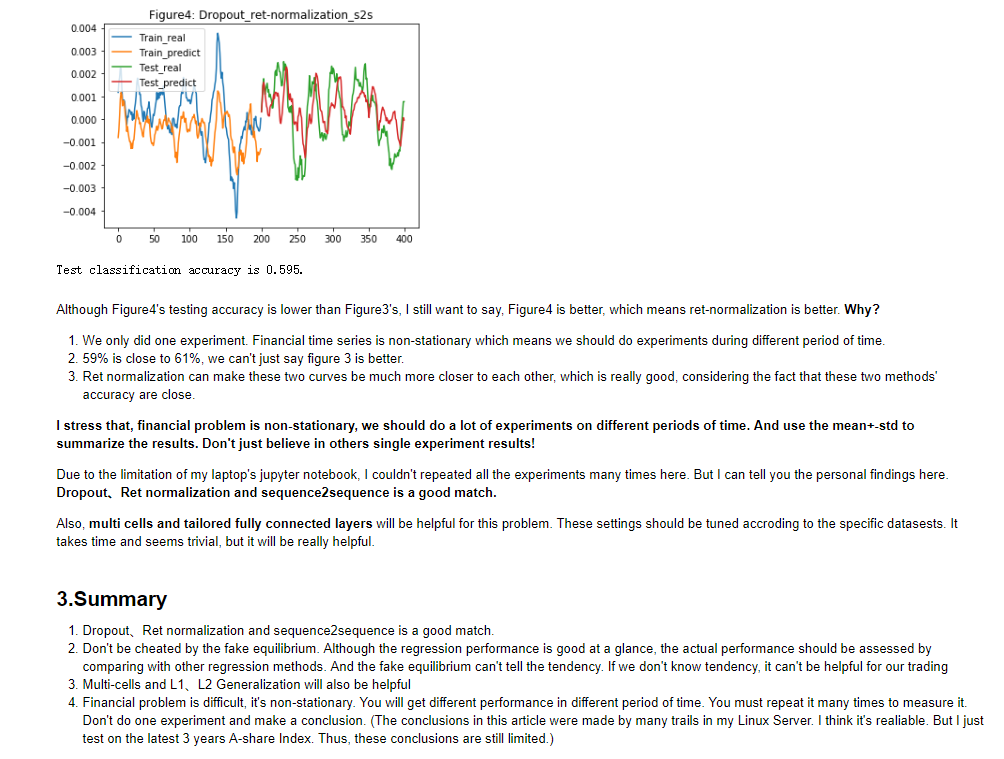 Figure4: Dropout_ret-normalization_s2s
0.004
0.003
0.002
0.001
0.000
−0.001
−0.002
−0.003
−0.004
Train_real
Train_predict
Test_real
Test_predict
0 50 100 150 200 250 300 350 400
Test classification accuracy is 0.595.
Although Figure4's testing accuracy is lower than Figure3's, I still want to say, Figure4 is better, which means ret-normalization is better. Why?
1. We only did one experiment. Financial time series is non-stationary which means we should do experiments during different period of time.
2. 59% is close to 61%, we can't just say figure 3 is better.
3. Ret normalization can make these two curves be much more closer to each other, which is really good, considering the fact that these two methods'
accuracy are close.
I stress that, financial problem is non-stationary, we should do a lot of experiments on different periods of time. And use the mean+-std to
summarize the results. Don't just believe in others single experiment results!
Due to the limitation of my laptop's jupyter notebook, I couldn't repeated all the experiments many times here. But I can tell you the personal findings here.
Dropout、Ret normalization and sequence2sequence is a good match.
Also, multi cells and tailored fully connected layers will be helpful for this problem. These settings should be tuned accroding to the specific datasests. It
takes time and seems trivial, but it will be really helpful.
3.Summary
1. Dropout、Ret normalization and sequence2sequence is a good match.
2. Don't be cheated by the fake equilibrium. Although the regression performance is good at a glance, the actual performance should be assessed by
comparing with other regression methods. And the fake equilibrium can't tell the tendency. If we don't know tendency, it can't be helpful for our trading
3. Multi-cells and L1、L2 Generalization will also be helpful
4. Financial problem is difficult, it's non-stationary. You will get different performance in different period of time. You must repeat it many times to measure it.
Don't do one experiment and make a conclusion. (The conclusions in this article were made by many trails in my Linux Server. I think it's realiable. But I just
test on the latest 3 years A-share Index. Thus, these conclusions are still limited.)